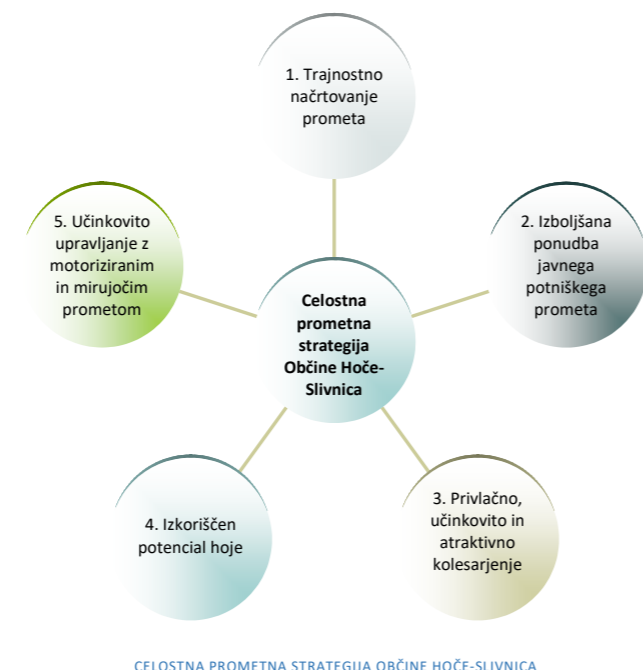 1. Trajnostno
načrtovanje
prometa
2. Izboljšana
ponudba
javnega
potniškega
prometa
3. Privlačno,
učinkovito in
atraktivno
kolesarjenje
4. Izkoriščen
potencial hoje
5. Učinkovito
upravljanje z
motoriziranim
in mirujočim
prometom
Celostna
prometna
strategija
Občine Hoče-
Slivnica
CELOSTNA PROMETNA STRATEGIJA OBČINE HOČE-SLIVNICA